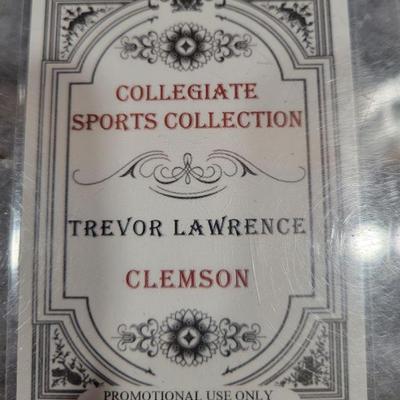 COLLEGIATE
SPORTS COLLECTION
TREVOR LAWRENCE
CLEMSON
PROMOTIONAL USE ONLY